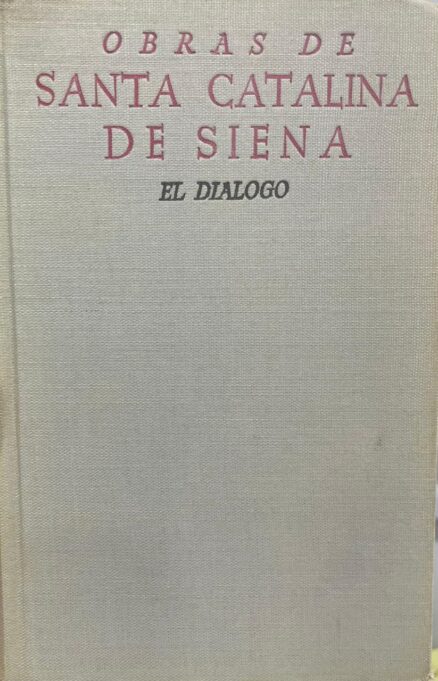 OBRAS DE
SANTA CATALINA
DE SIENA
EL DIALOGO